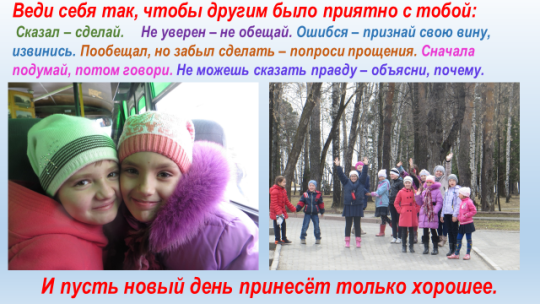 Веди себя так, чтобы другим было приятно с тобой:
Сказал – сделай. Не уверен – не обещай. Ошибся – признай свою вину,
извинись. Пообещал, но забыл сделать – попроси прощения. Сначала
подумай, потом говори. Не можешь сказать правду – объясни, почему.
И пусть новый день принесёт только хорошее.